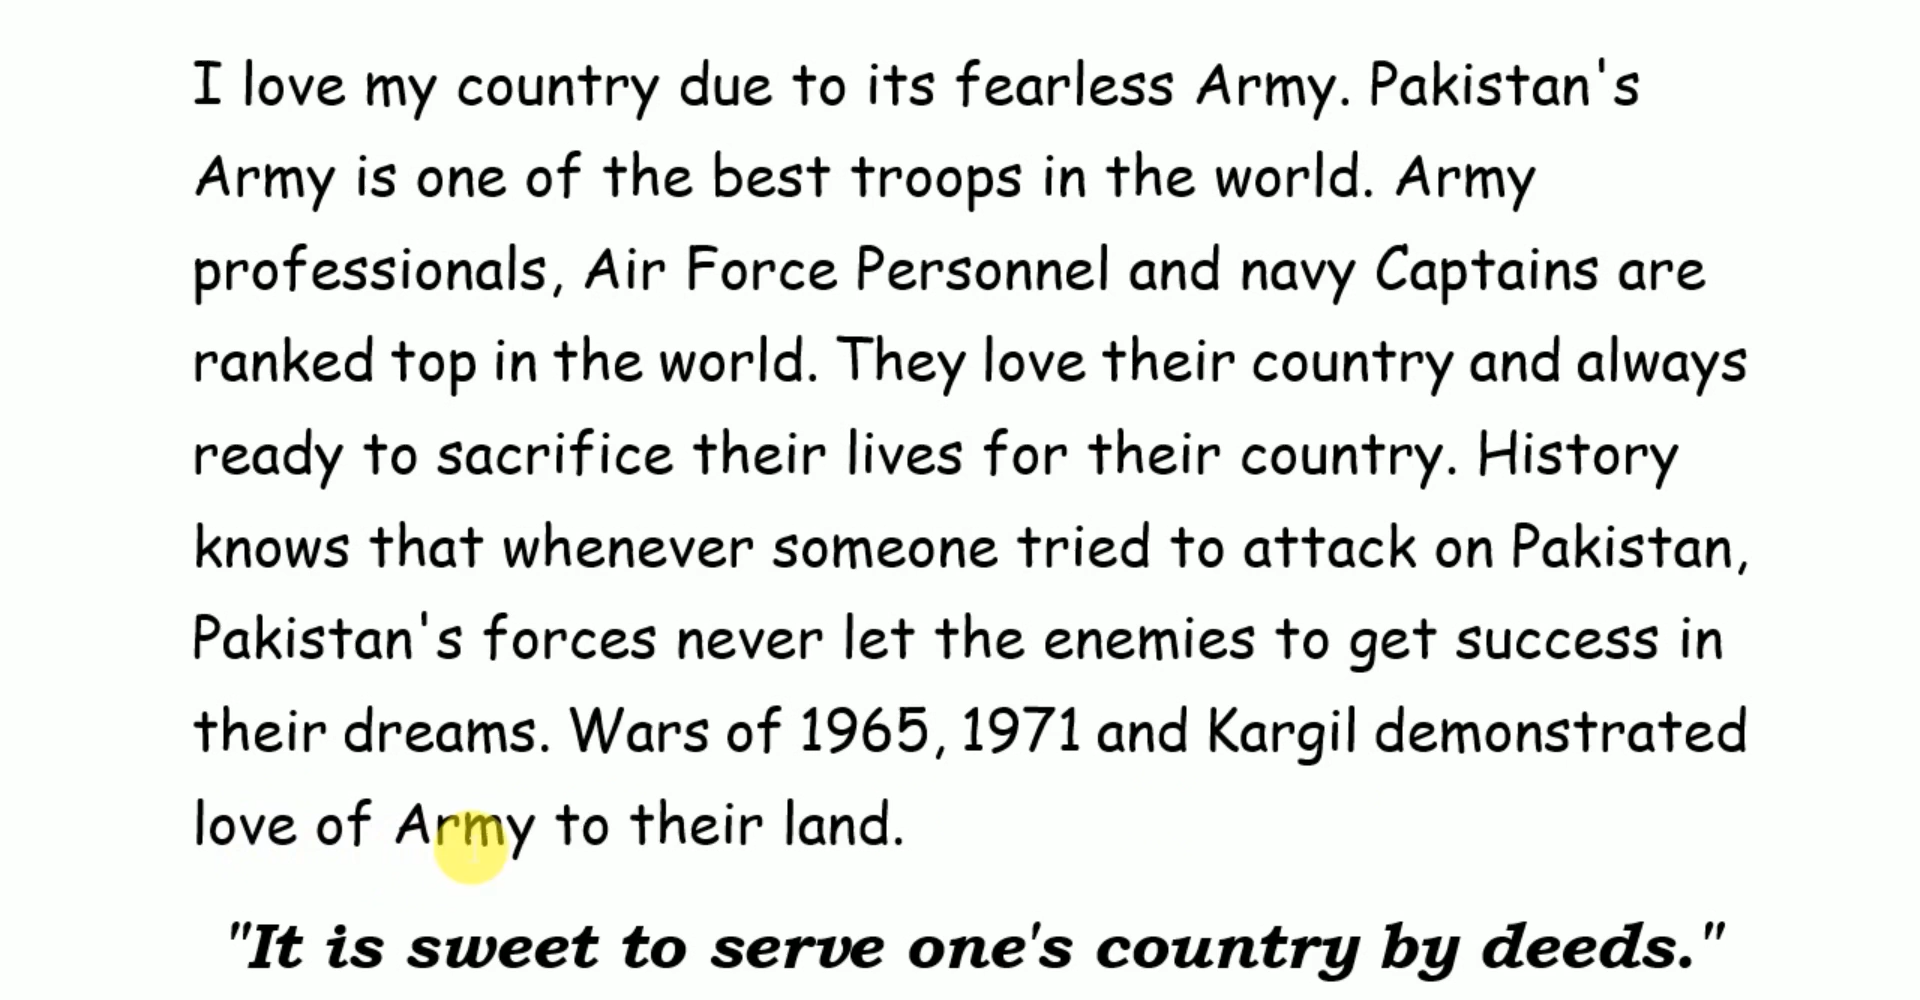 I love my country due to its fearless Army. Pakistan's
Army is one of the best troops in the world. Army
professionals, Air Force Personnel and navy Captains are
ranked top in the world. They love their country and always
ready to sacrifice their lives for their country. History
knows that whenever someone tried to attack on Pakistan,
Pakistan's forces never let the enemies to get success in
their dreams. Wars of 1965, 1971 and Kargil demonstrated
love of Army to their land.
"It is sweet to serve one's country by deeds."